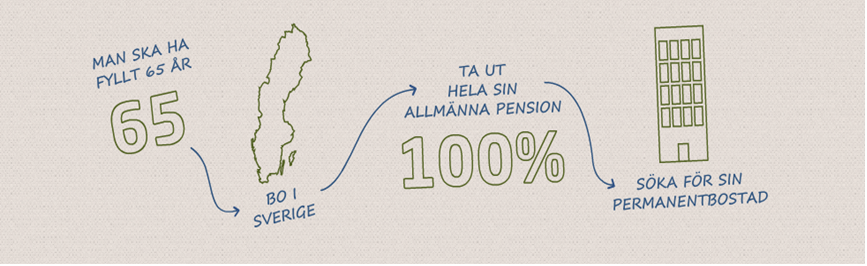 MAN SKA HA
FYLLT 65 ÅR
65
BO I
SVERIGE
TA UT
HELA SIN
ALLMÄNNA PENSION
100%
SÖKA FÖR SIN
PERMANENTBOSTAD